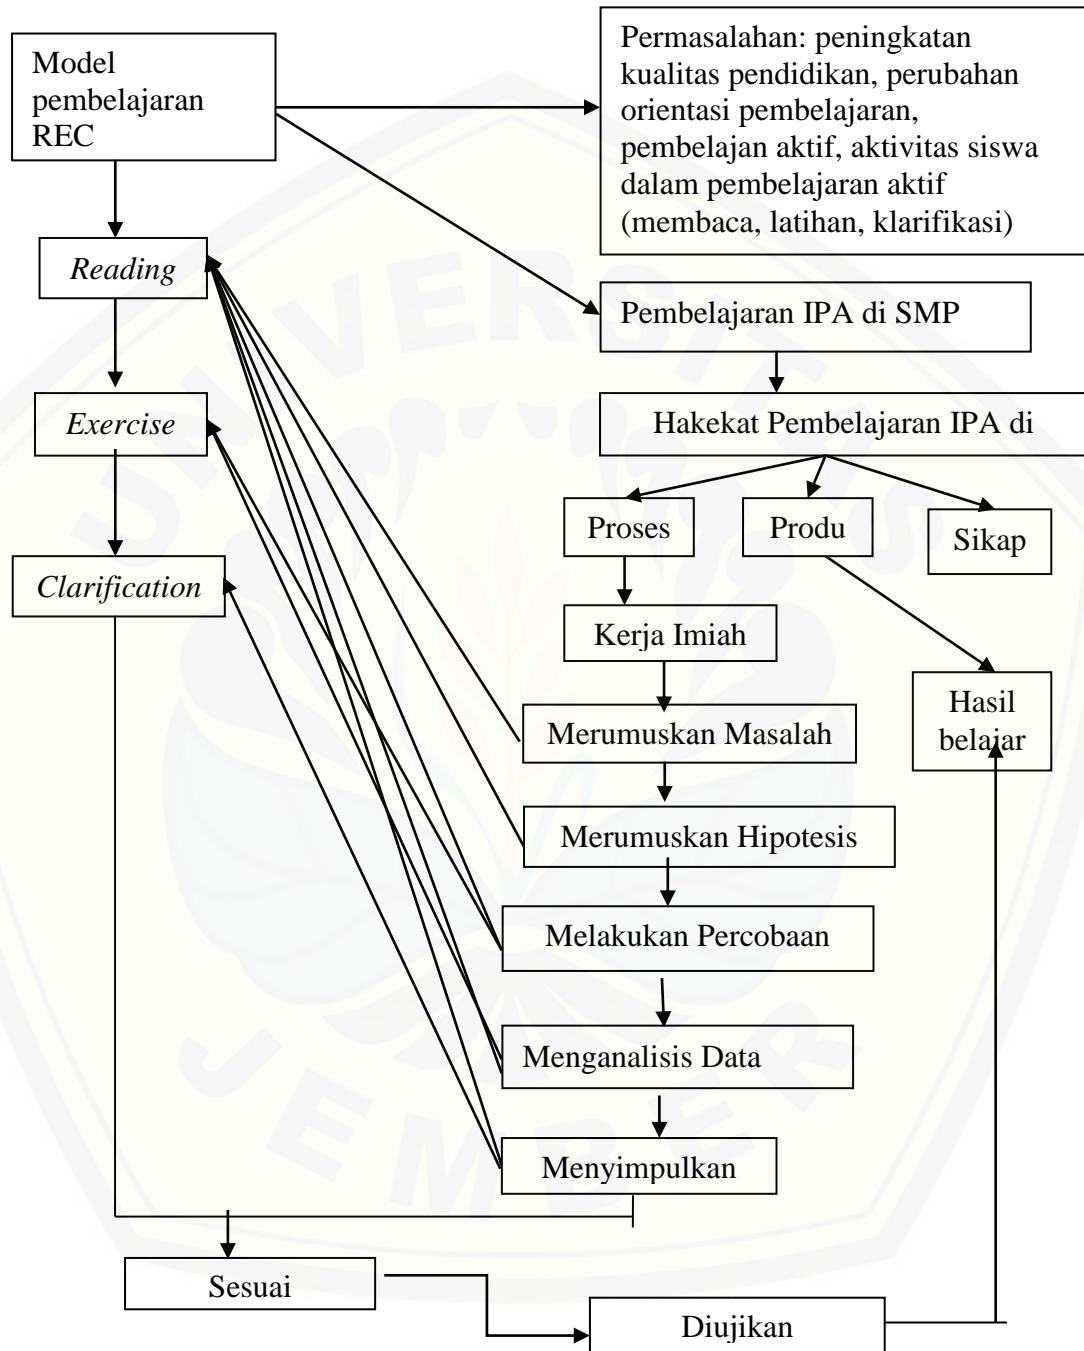 Model
pembelajaran
REC
Permasalahan: peningkatan
kualitas pendidikan, perubahan
orientasi pembelajaran,
pembelajan aktif, aktivitas siswa
dalam pembelajaran aktif
(membaca, latihan, klarifikasi)
Reading
Pembelajaran IPA di SMP
Exercise
Hakekat Pembelajaran IPA di
Proses
Produ
Sikap
Clarification
Kerja Imiah
Hasil
belajar
Merumuskan Masalah
Merumuskan Hipotesis
Melakukan Percobaan
Menganalisis Data
Menyimpulkan
Sesuai
Diujikan
UNIVERSITAS
JEMBER